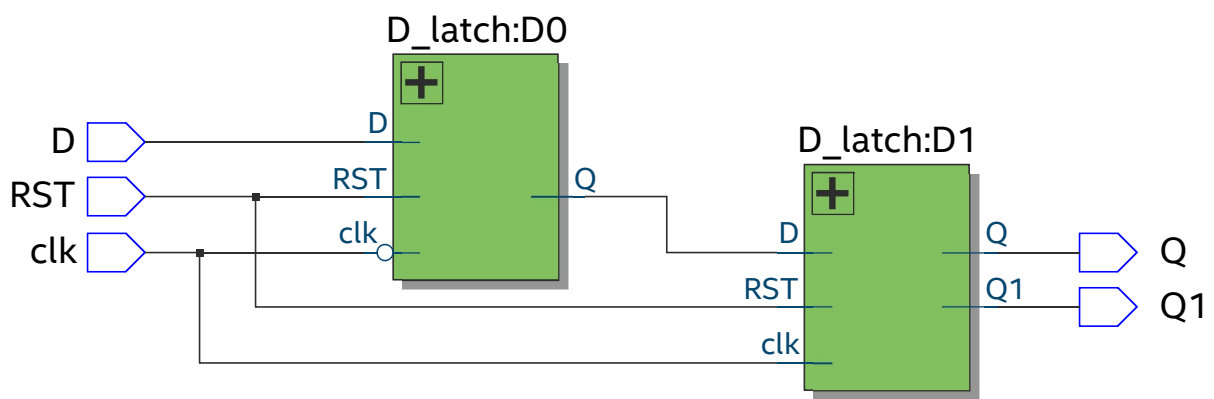 D_latch:D0
D
RST
clk
D
RST
clk
Q
D_latch:D1
D
RST
clk
Q
Q1
Q
Q1